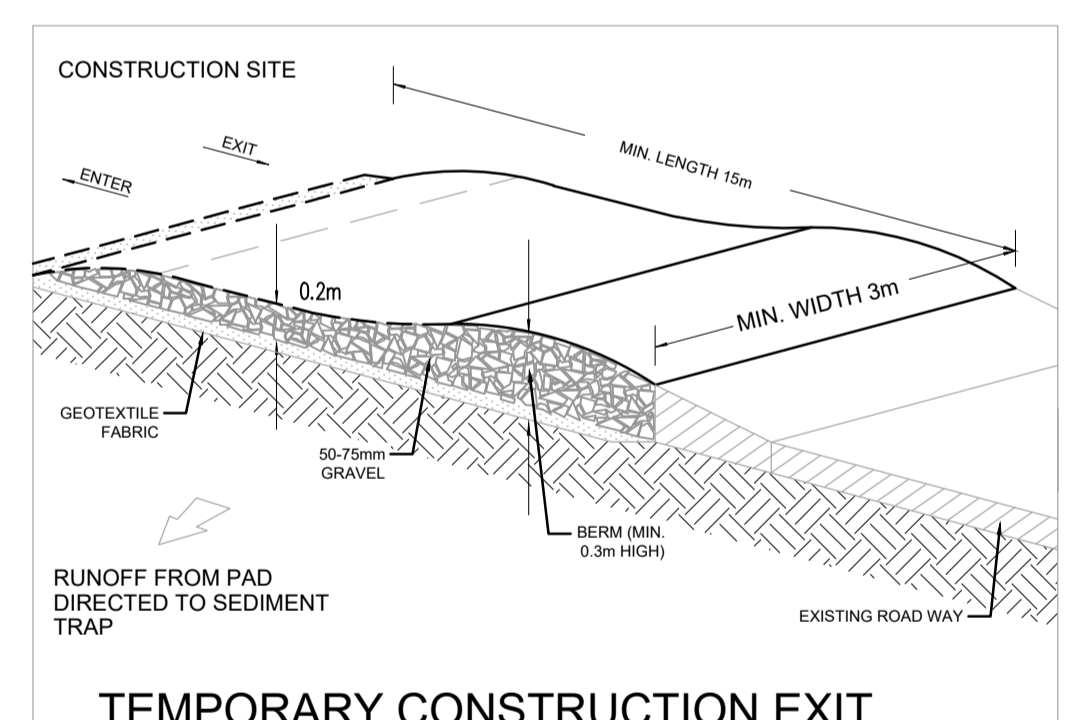 CONSTRUCTION SITE
EXIT
ENTER
MIN. LENGTH 15m
0.2m
MIN. WIDTH 3m
GEOTEXTILE
FABRIC
50-75mm
GRAVEL
BERM (MIN.
0.3m HIGH)
RUNOFF FROM PAD
DIRECTED TO SEDIMENT
TRAP
EXISTING ROAD WAY
TEMPORARY CONSTRUCTION EXIT